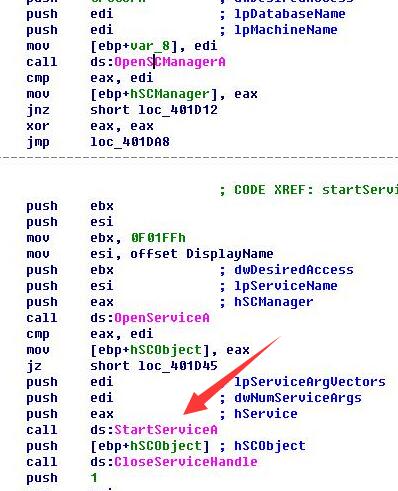 push edi ; lpDatabaseName
push edi ; lpMachineName
mov [ebp+var_8], edi
call ds:OpenSCManagerA
cmp eax, edi
mov [ebp+hSCManager], eax
jnz short loc_401D12
xor eax, eax
jmp loc_401DA8
; CODE XREF: startServi
push ebx
push esi
mov ebx, 0F01FFh
mov esi, offset DisplayName
push ebx ; dwDesiredAccess
push esi ; lpServiceName
push eax ; hSCManager
call ds:OpenServiceA
cmp eax, edi
mov [ebp+hSCObject], eax
jz short loc_401D45
push edi lpServiceArgVectors
push edi ; dwNumServiceArgs
push eax ; hService
call ds:StartServiceA
push [ebp+hSCObject] ; hSCObject
call ds:CloseServiceHandle
push 1